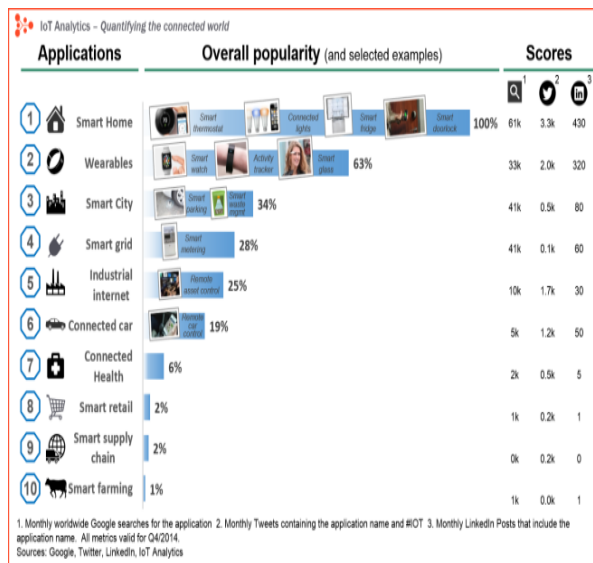 IoT Analytics – Quantifying the connected world
Applications Overall popularity (and selected examples) Scores
1 2 3
1 Smart Home Smart thermostat Connected lights Smart fridge Smart doorlock 100% 61k 3.3k 430
2 Wearables Smart watch Activity tracker Smart glass 63% 33k 2.0k 320
3 Smart City Smart parking Smart waste mgmt 34% 41k 0.5k 80
4 Smart grid Smart metering 28% 41k 0.1k 60
5 Industrial internet Remote asset control 25% 10k 1.7k 30
6 Connected car Remote car control 19% 5k 1.2k 50
7 Connected Health 6% 2k 0.5k 5
8 Smart retail 2% 1k 0.2k 1
9 Smart supply chain 2% 0k 0.2k 0
10 Smart farming 1% 1k 0.0k 1
1. Monthly worldwide Google searches for the application 2. Monthly Tweets containing the application name and #IOT 3. Monthly LinkedIn Posts that include the
application name. All metrics valid for Q4/2014.
Sources: Google, Twitter, LinkedIn, IoT Analytics